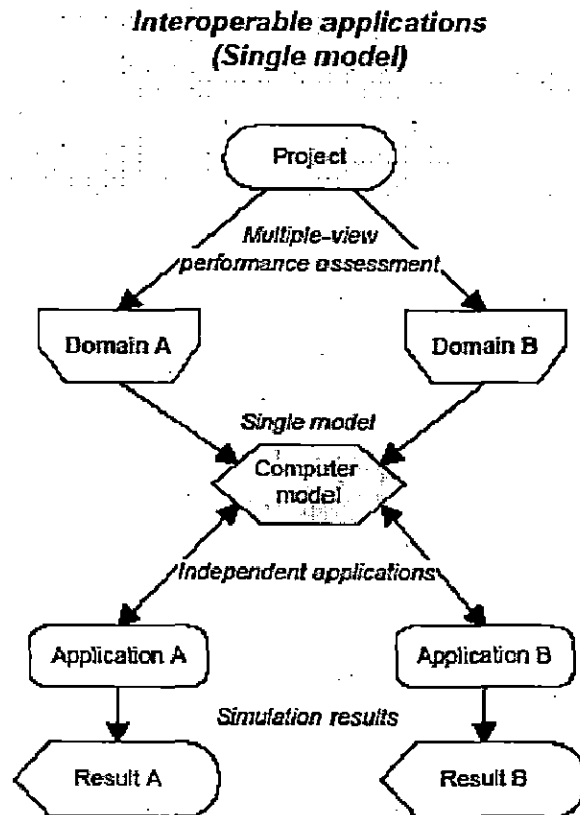 Interoperable applications
(Single model)
Project
Multiple-view
performance assessment
Domain A
Domain B
Single model
Computer
model
Independent applications
Application A
Application B
Simulation results
Result A
Result B